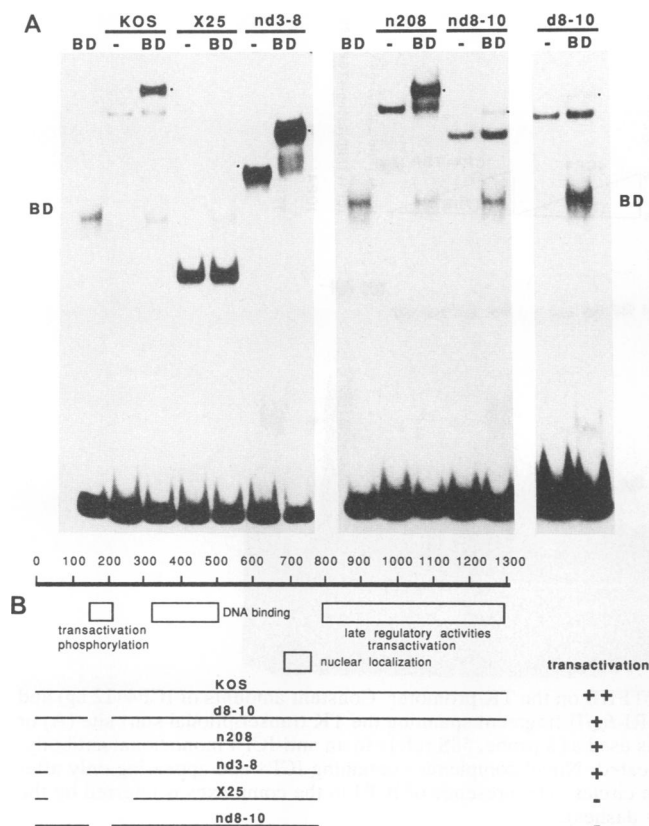 A
KOS X25 nd3-8 n208 nd8-10 d8-10
BD - BD - BD - BD BD - BD - BD - BD
BD BD
0 100 200 300 400 500 600 700 800 900 1000 1100 1200 1300
B
DNA binding
transactivation
phosphorylation
late regulatory activities
transactivation
nuclear localization
transactivation
KOS ++
d8-10 +
n208 +
nd3-8 +
X25 -
nd8-10 -